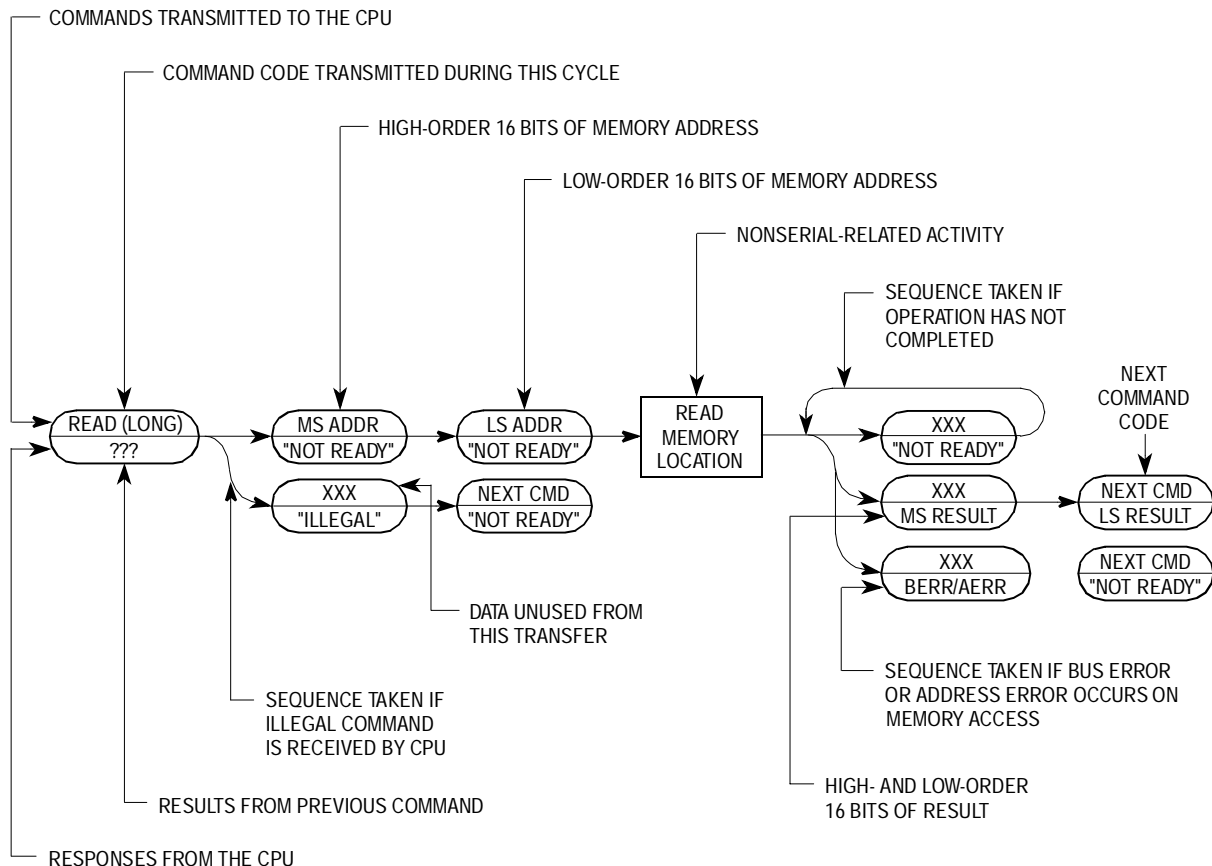 COMMANDS TRANSMITTED TO THE CPU
COMMAND CODE TRANSMITTED DURING THIS CYCLE
HIGH-ORDER 16 BITS OF MEMORY ADDRESS
LOW-ORDER 16 BITS OF MEMORY ADDRESS
NONSERIAL-RELATED ACTIVITY
SEQUENCE TAKEN IF
OPERATION HAS NOT
COMPLETED
NEXT
COMMAND
CODE
READ (LONG)
???
MS ADDR
"NOT READY"
LS ADDR
"NOT READY"
READ
MEMORY
LOCATION
XXX
"NOT READY"
XXX
"ILLEGAL"
NEXT CMD
"NOT READY"
XXX
MS RESULT
NEXT CMD
LS RESULT
XXX
BERR/AERR
NEXT CMD
"NOT READY"
DATA UNUSED FROM
THIS TRANSFER
SEQUENCE TAKEN IF
ILLEGAL COMMAND
IS RECEIVED BY CPU
SEQUENCE TAKEN IF BUS ERROR
OR ADDRESS ERROR OCCURS ON
MEMORY ACCESS
RESULTS FROM PREVIOUS COMMAND
HIGH- AND LOW-ORDER
16 BITS OF RESULT
RESPONSES FROM THE CPU